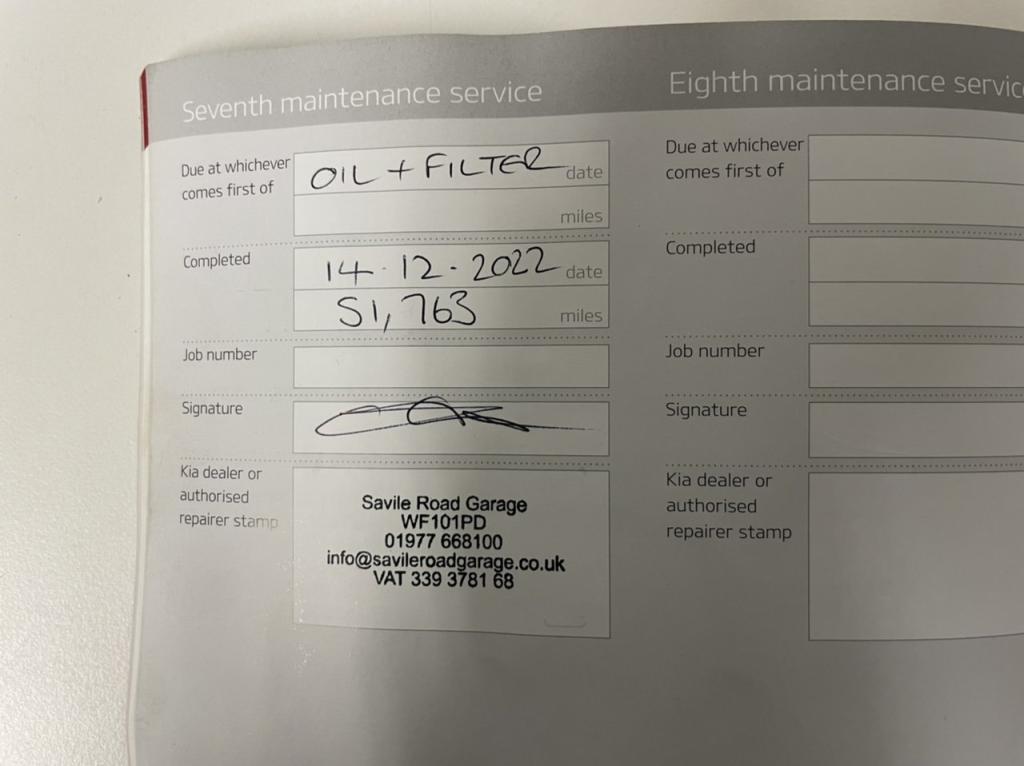 Seventh maintenance service
Due at whichever
comes first of
OIL + FILTER date
miles
Completed
14.12.2022 date
51,763 miles
Job number
Signature
Kia dealer or
authorised
repairer stamp
Savile Road Garage
WF101PD
01977 668100
info@savileroadgarage.co.uk
VAT 339 3781 68
Eighth maintenance servic
Due at whichever
comes first of
Completed
Job number
Signature
Kia dealer or
authorised
repairer stamp